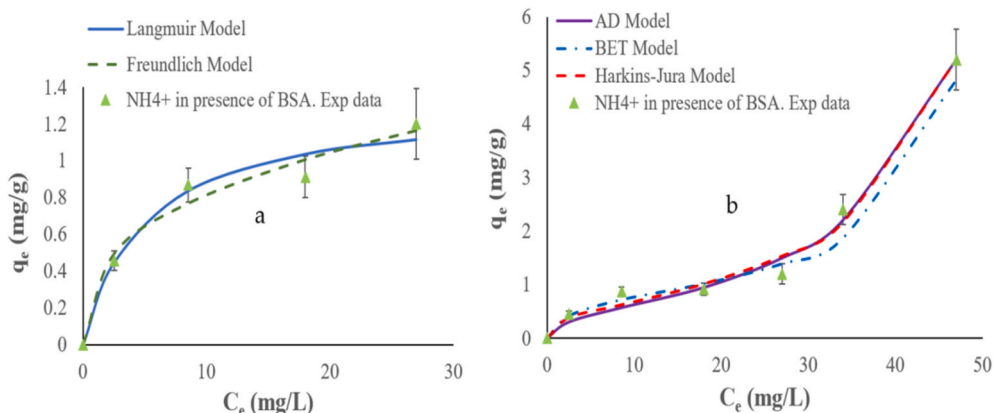 Langmuir Model
Freundlich Model
NH4+ in presence of BSA. Exp data
1.4
1.2
1
0.8
0.6
0.4
0.2
0
0
10
20
30
a
qe (mg/g)
Ce (mg/L)
AD Model
BET Model
Harkins-Jura Model
NH4+ in presence of BSA. Exp data
6
5
4
3
2
1
0
0
10
20
30
40
50
b
qe (mg/g)
Ce (mg/L)